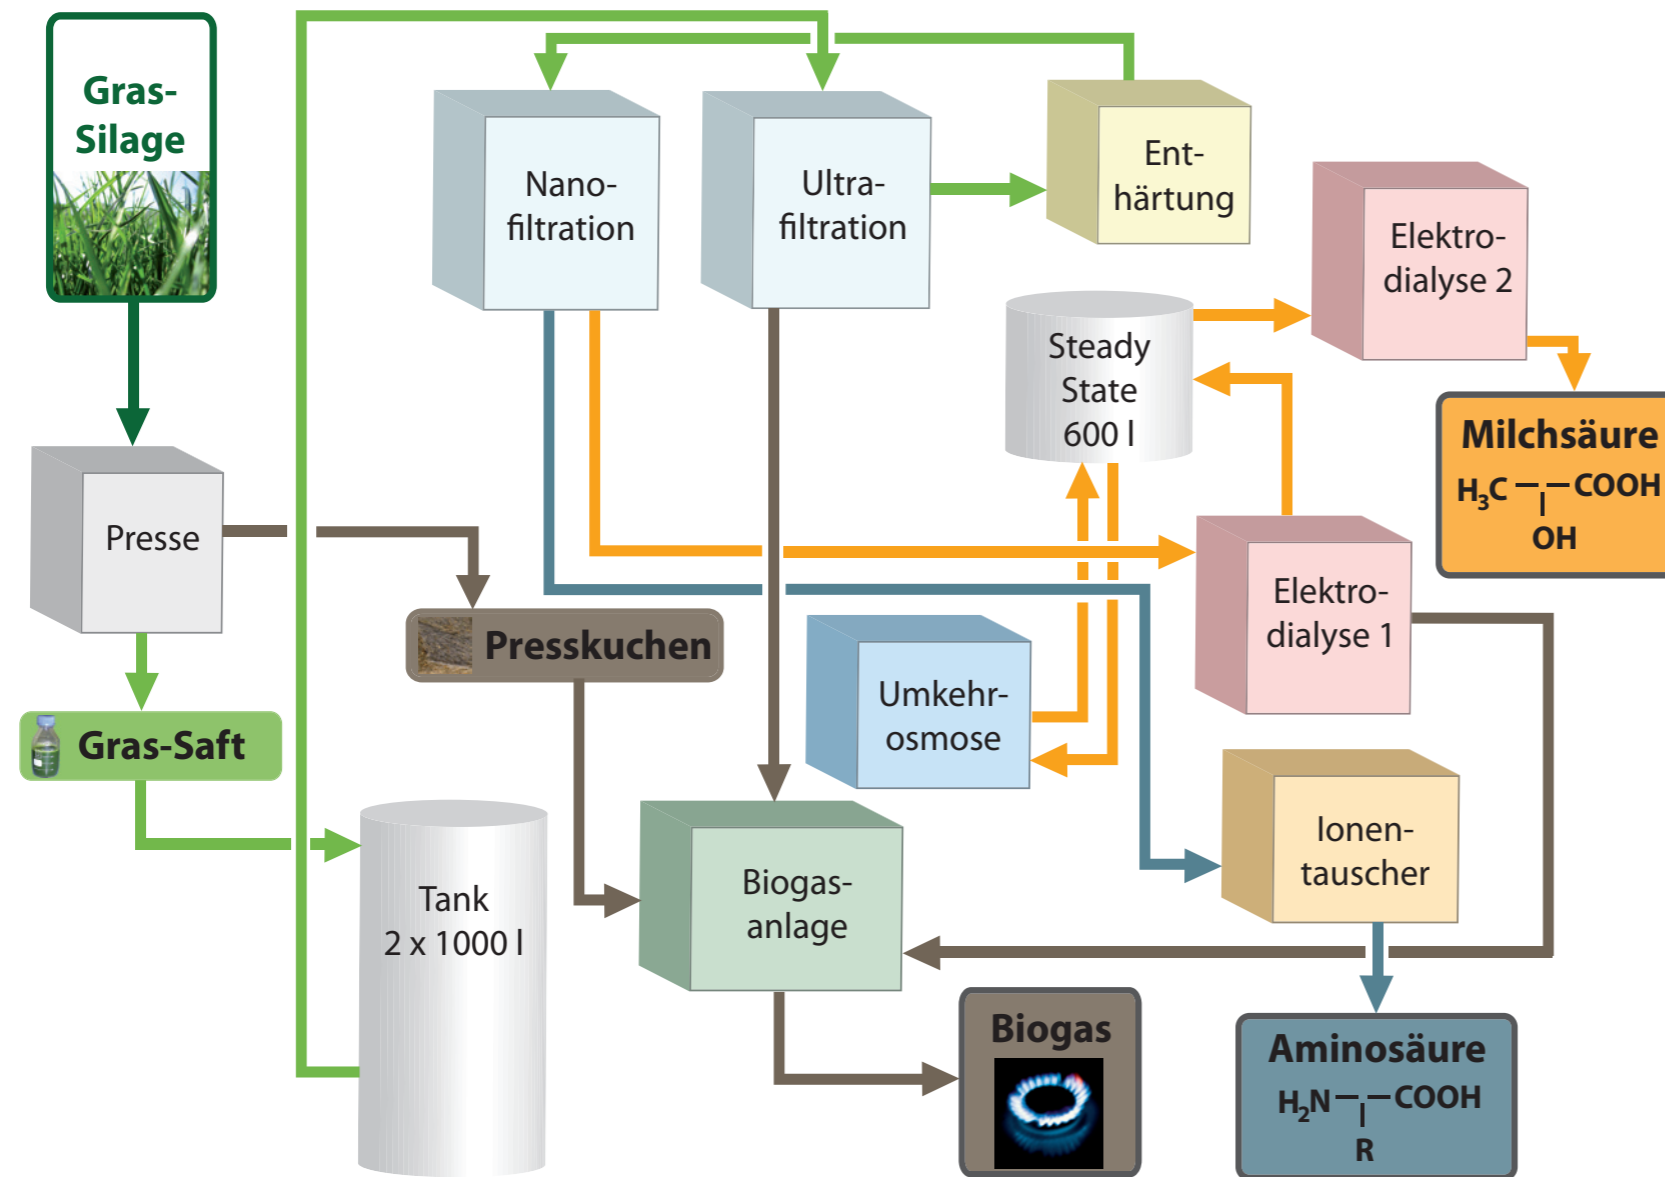 Gras-
Silage
Nano-
filtration
Ultra-
filtration
Ent-
härtung
Elektro-
dialyse 2
Steady
State
600 l
Milchsäure
H₃C COOH
OH
Presse
Presskuchen
Elektro-
dialyse 1
Umkehr-
osmose
Gras-Saft
Tank
2 x 1000 l
Biogas-
anlage
Ionen-
tauscher
Biogas
Aminosäure
H₂N COOH
R